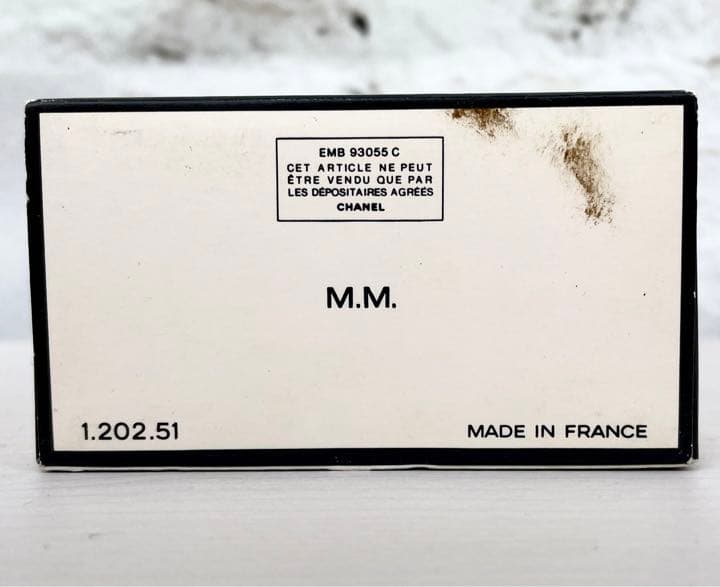 EMB 93055 C
CET ARTICLE NE PEUT
ÊTRE VENDU QUE PAR
LES DÉPOSITAIRES AGRÉÉS
CHANEL
M.M.
1.202.51
MADE IN FRANCE